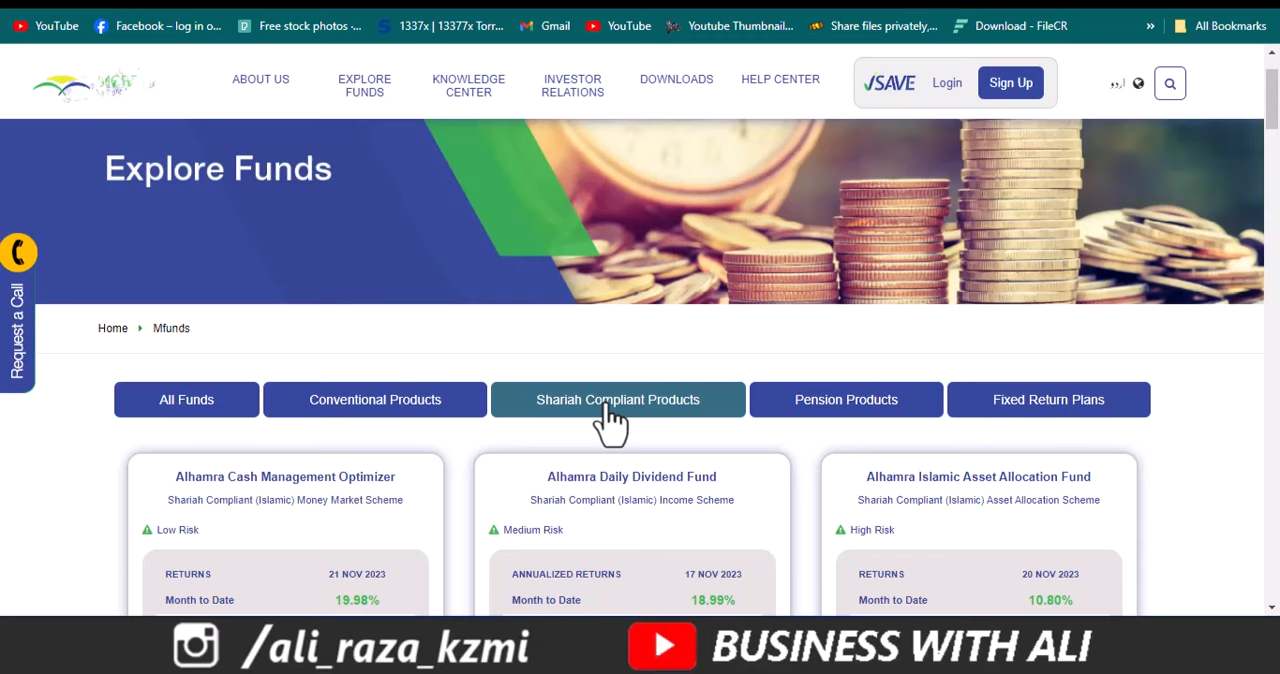 YouTube
Facebook – log in o...
Free stock photos -...
1337x | 13377x Torr...
Gmail
YouTube
Youtube Thumbnail...
Share files privately,...
Download - FileCR
»
All Bookmarks
ABOUT US
EXPLORE FUNDS
KNOWLEDGE CENTER
INVESTOR RELATIONS
DOWNLOADS
HELP CENTER
SAVE
Login
Sign Up
اردو
Explore Funds
Request a Call
Home
Mfunds
All Funds
Conventional Products
Shariah Compliant Products
Pension Products
Fixed Return Plans
Alhamra Cash Management Optimizer
Shariah Compliant (Islamic) Money Market Scheme
Low Risk
RETURNS 21 NOV 2023
Month to Date 19.98%
Alhamra Daily Dividend Fund
Shariah Compliant (Islamic) Income Scheme
Medium Risk
ANNUALIZED RETURNS 17 NOV 2023
Month to Date 18.99%
Alhamra Islamic Asset Allocation Fund
Shariah Compliant (Islamic) Asset Allocation Scheme
High Risk
RETURNS 20 NOV 2023
Month to Date 10.80%
/ali_raza_kzmi
BUSINESS WITH ALI